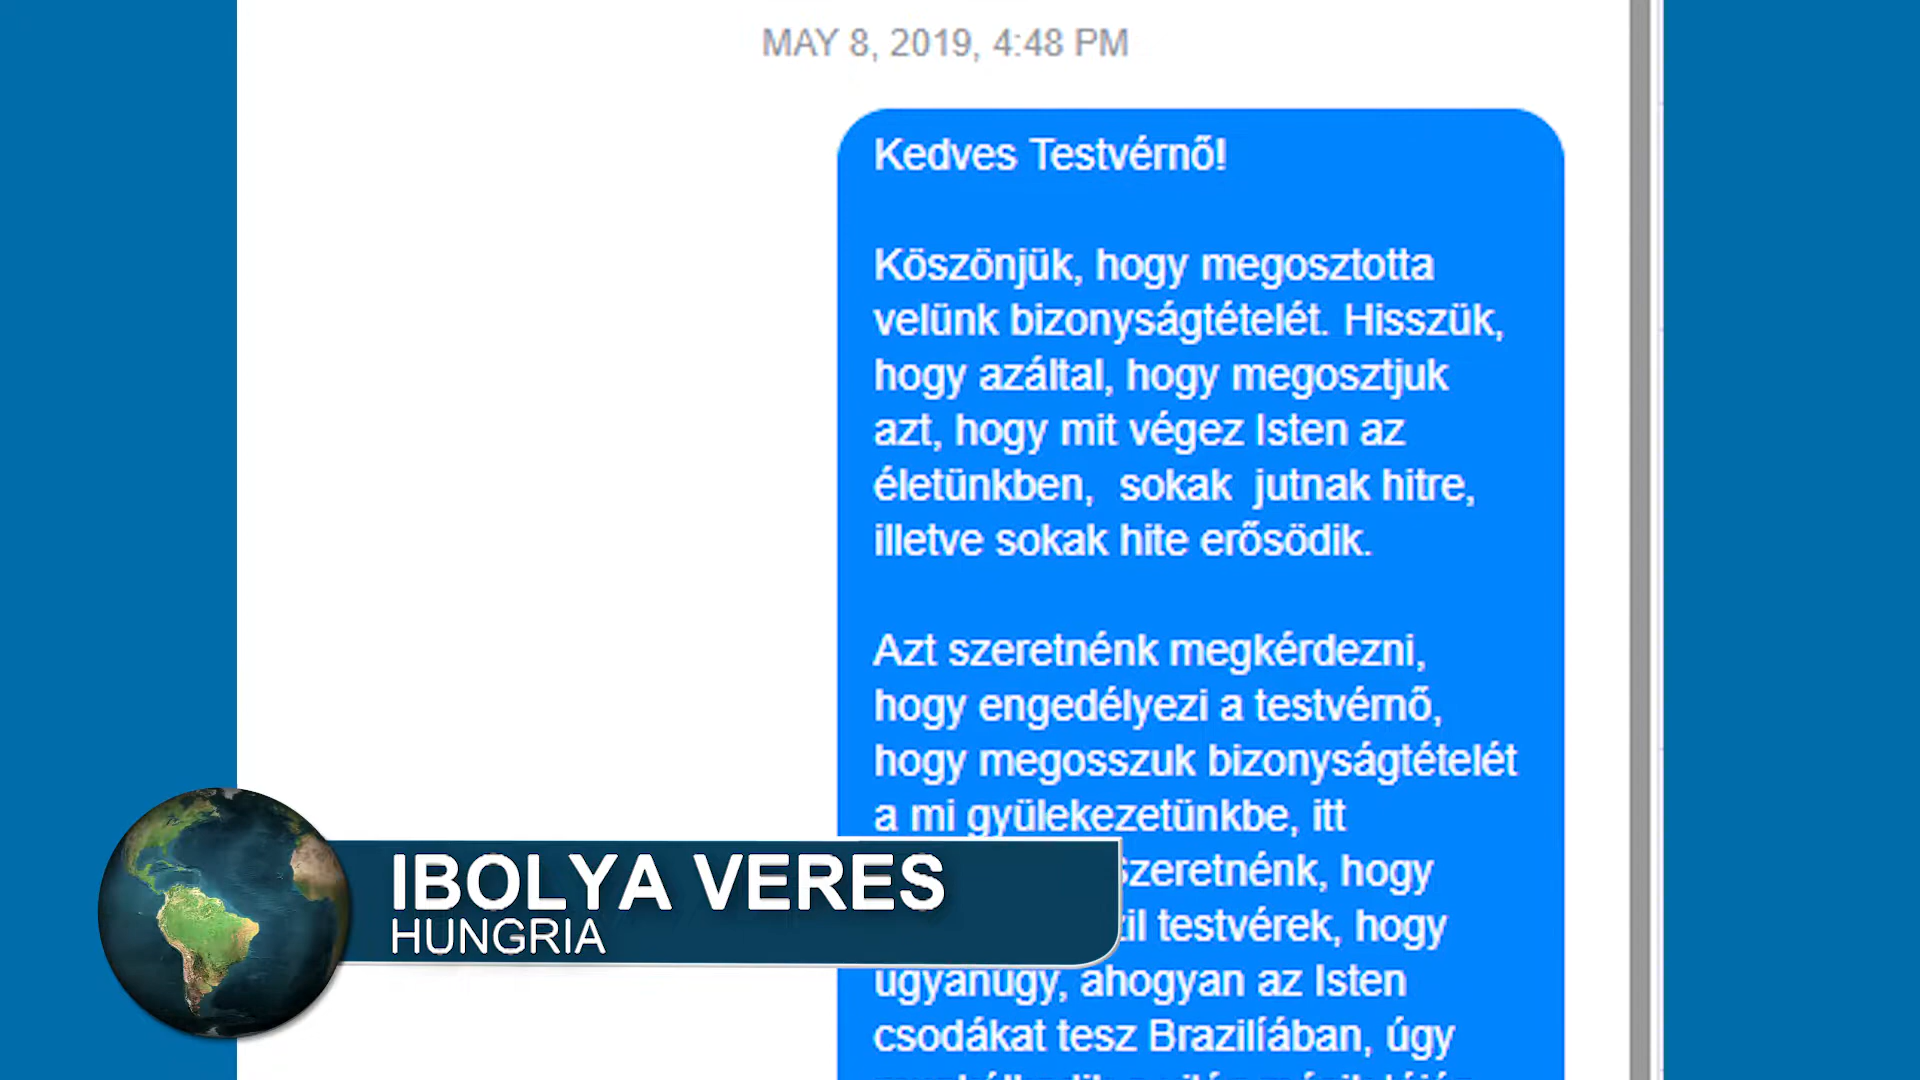 MAY 8, 2019, 4:48 PM
Kedves Testvérnő!
Köszönjük, hogy megosztotta
velünk bizonyságtételét. Hisszük,
hogy azáltal, hogy megosztjuk
azt, hogy mit végez Isten az
életünkben, sokak jutnak hitre,
illetve sokak hite erősödik.
Azt szeretnénk megkérdezni,
hogy engedélyezi a testvérnő,
hogy megosszuk bizonyságtételét
a mi gyülekezetünkbe, itt
Szeretnénk, hogy
testvérek, hogy
ugyanúgy, ahogyan az Isten
csodákat tesz Brazilíában, úgy
IBOLYA VERES
HUNGRIA